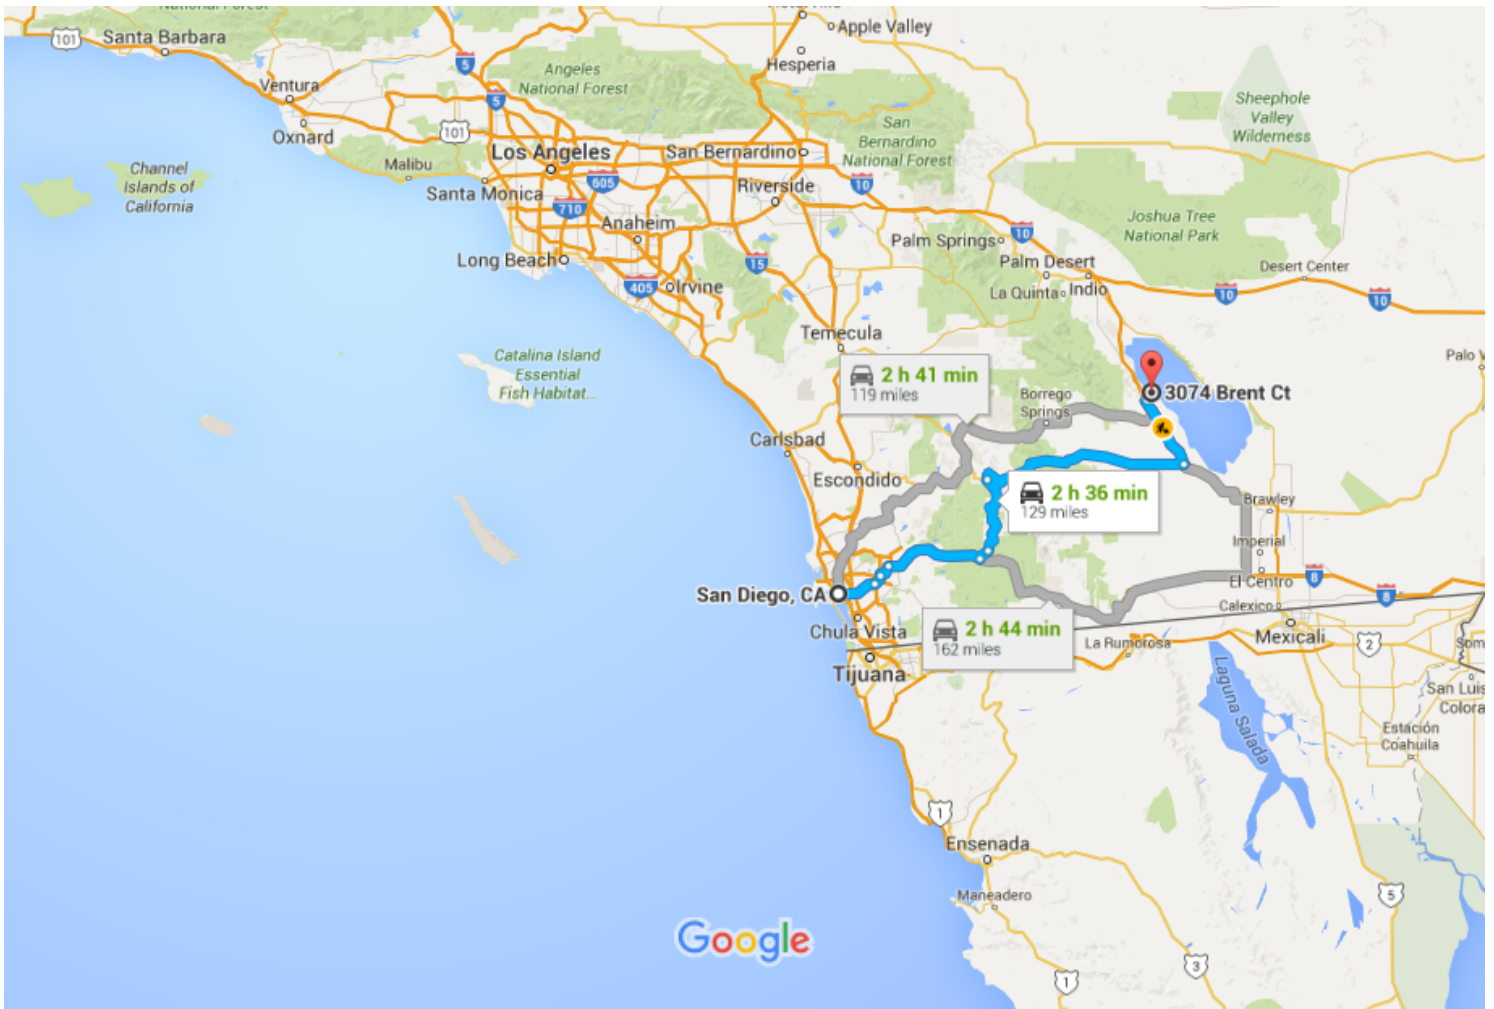 National Forest
Apple Valley
101
Santa Barbara
Hesperia
5
Angeles
National Forest
Ventura
5
Sheephole
Valley
Wilderness
Oxnard
101
San
Bernardino
National Forest
Los Angeles
San Bernardino
Channel
Islands of
California
Malibu
605
10
Riverside
Santa Monica
710
Joshua Tree
National Park
Anaheim
10
Palm Springs
Long Beach
15
Palm Desert
Desert Center
405
Irvine
La Quinta
Indio
10
10
Temecula
Catalina Island
Essential
Fish Habitat...
Palo V
2 h 41 min
119 miles
Borrego
Springs
3074 Brent Ct
Carlsbad
Escondido
2 h 36 min
129 miles
Brawley
Imperial
El Centro
8
8
San Diego, CA
Calexico
Chula Vista
2 h 44 min
162 miles
La Rumorosa
Mexicali
2
Som
Tijuana
Laguna Salada
San Luis
Colora
Estación
Coahuila
1
Ensenada
Maneadero
5
Google
3
1